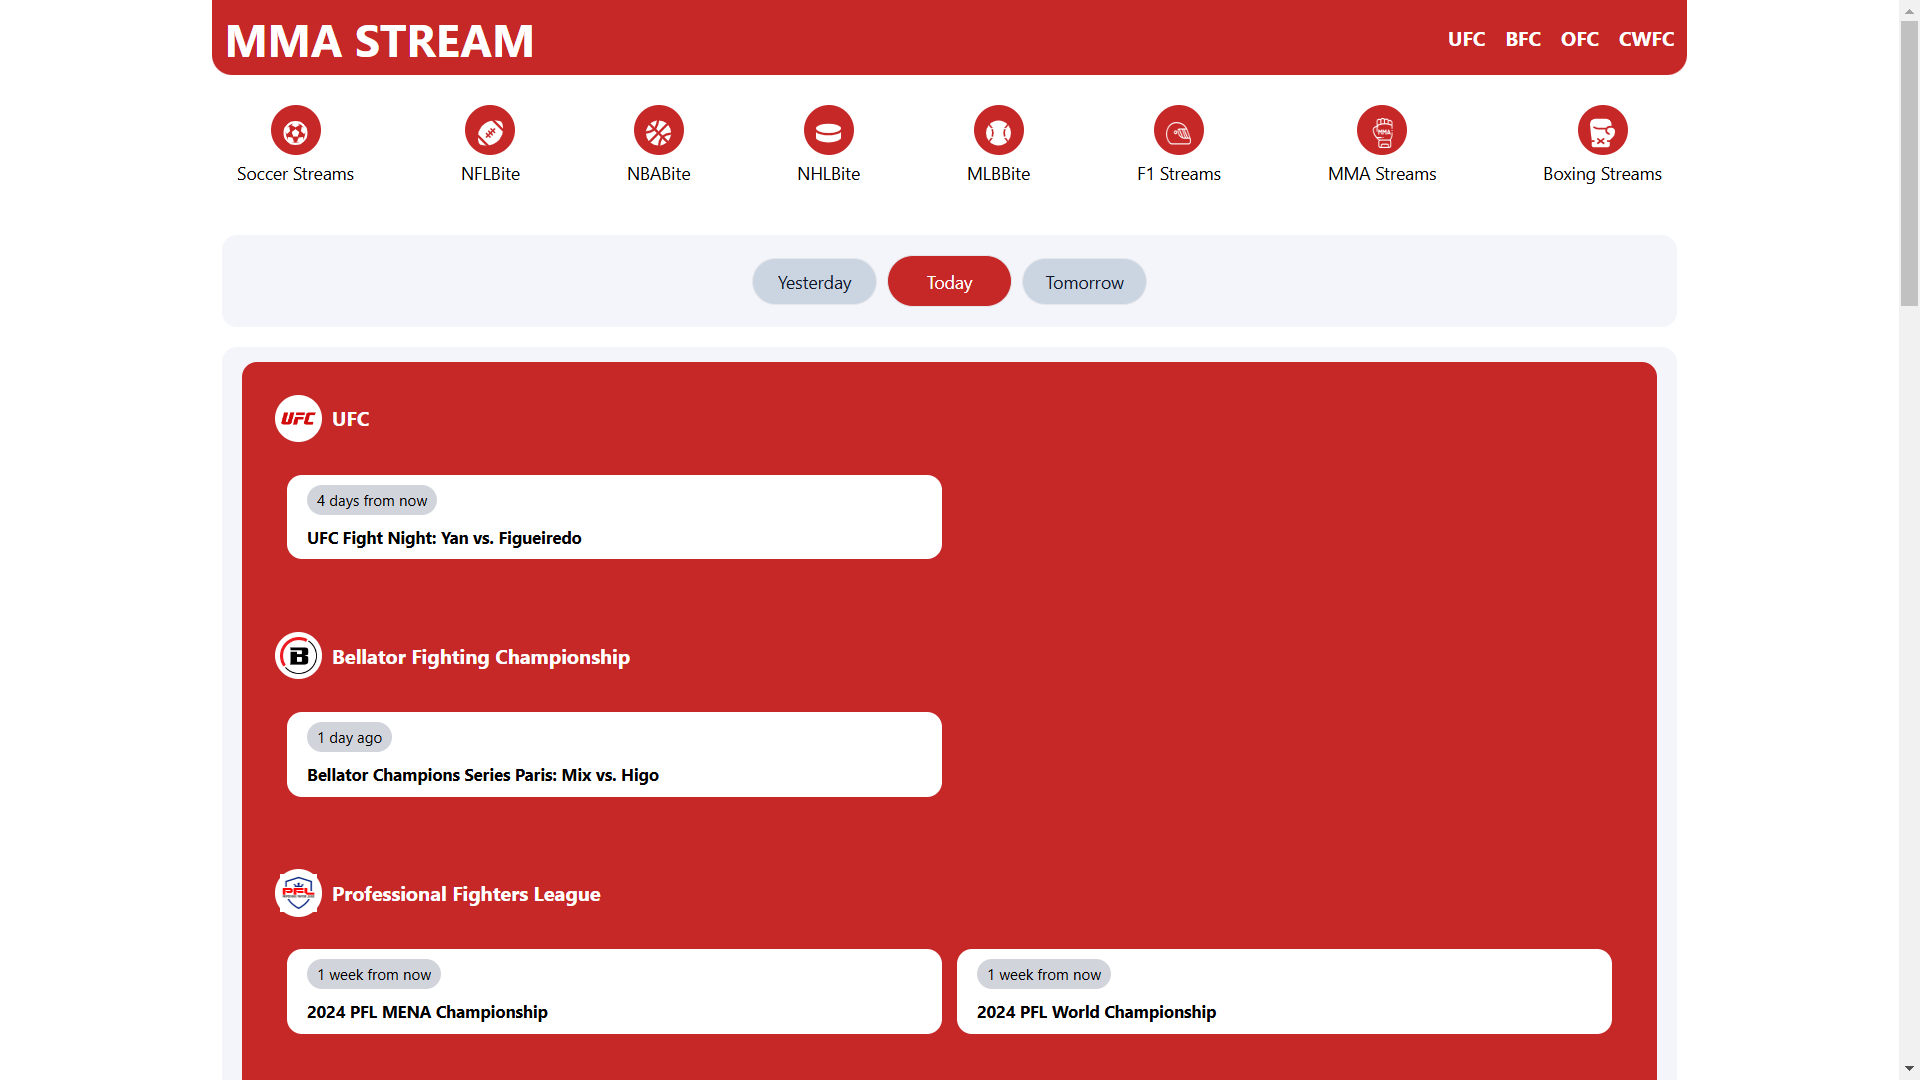 MMA STREAM
UFC BFC OFC CWFC
Soccer Streams
NFLBite
NBABite
NHLBite
MLBBite
F1 Streams
MMA
MMA Streams
Boxing Streams
Yesterday
Today
Tomorrow
UFC
UFC
4 days from now
UFC Fight Night: Yan vs. Figueiredo
B
Bellator Fighting Championship
1 day ago
Bellator Champions Series Paris: Mix vs. Higo
PFL
Professional Fighters League
1 week from now
2024 PFL MENA Championship
1 week from now
2024 PFL World Championship